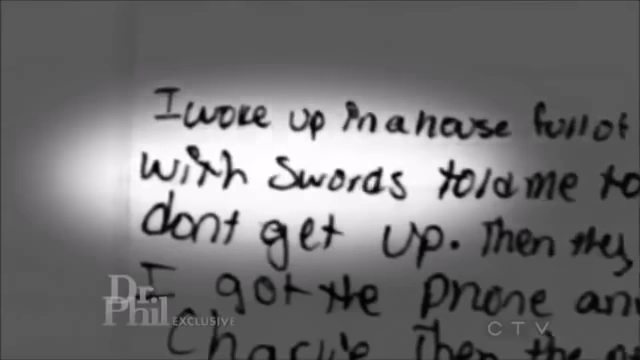 I woke up in a house full of
with swords told me to
dont get up. Then they
I got the phone an
Charlie Then the
Dr.
Phil
EXCLUSIVE
CTV